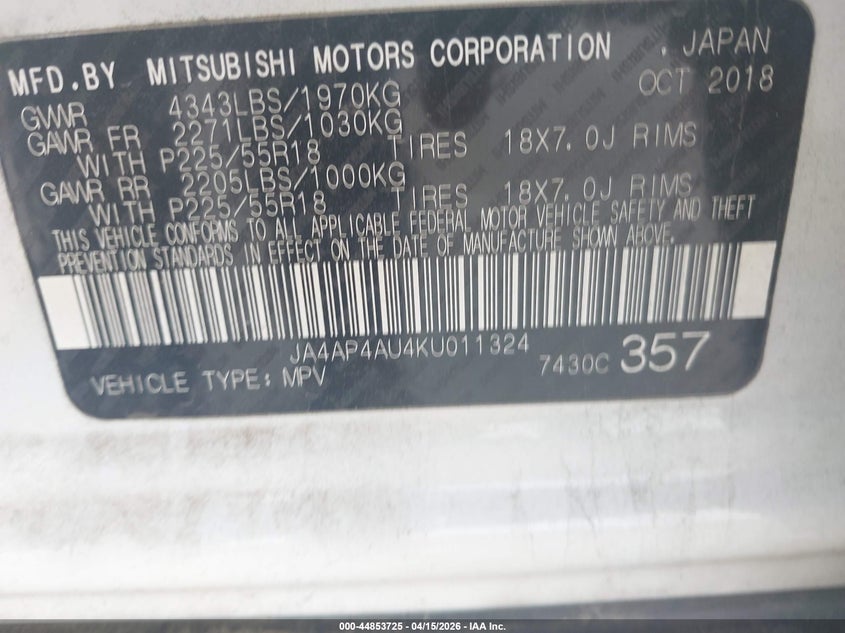 MFD.BY MITSUBISHI MOTORS CORPORATION , JAPAN
GVWR 4343LBS/1970KG OCT 2018
GAWR FR 2271LBS/1030KG
WITH P225/55R18 TIRES 18X7.0J RIMS
GAWR RR 2205LBS/1000KG
WITH P225/55R18 TIRES 18X7.0J RIMS
THIS VEHICLE CONFORMS TO ALL APPLICABLE FEDERAL MOTOR VEHICLE SAFETY AND THEFT
PREVENTION STANDARDS IN EFFECT ON THE DATE OF MANUFACTURE SHOWN ABOVE.
JA4AP4AU4KU011324
VEHICLE TYPE: MPV 7430C 357
000-44853725 - 04/15/2026 - IAA Inc.